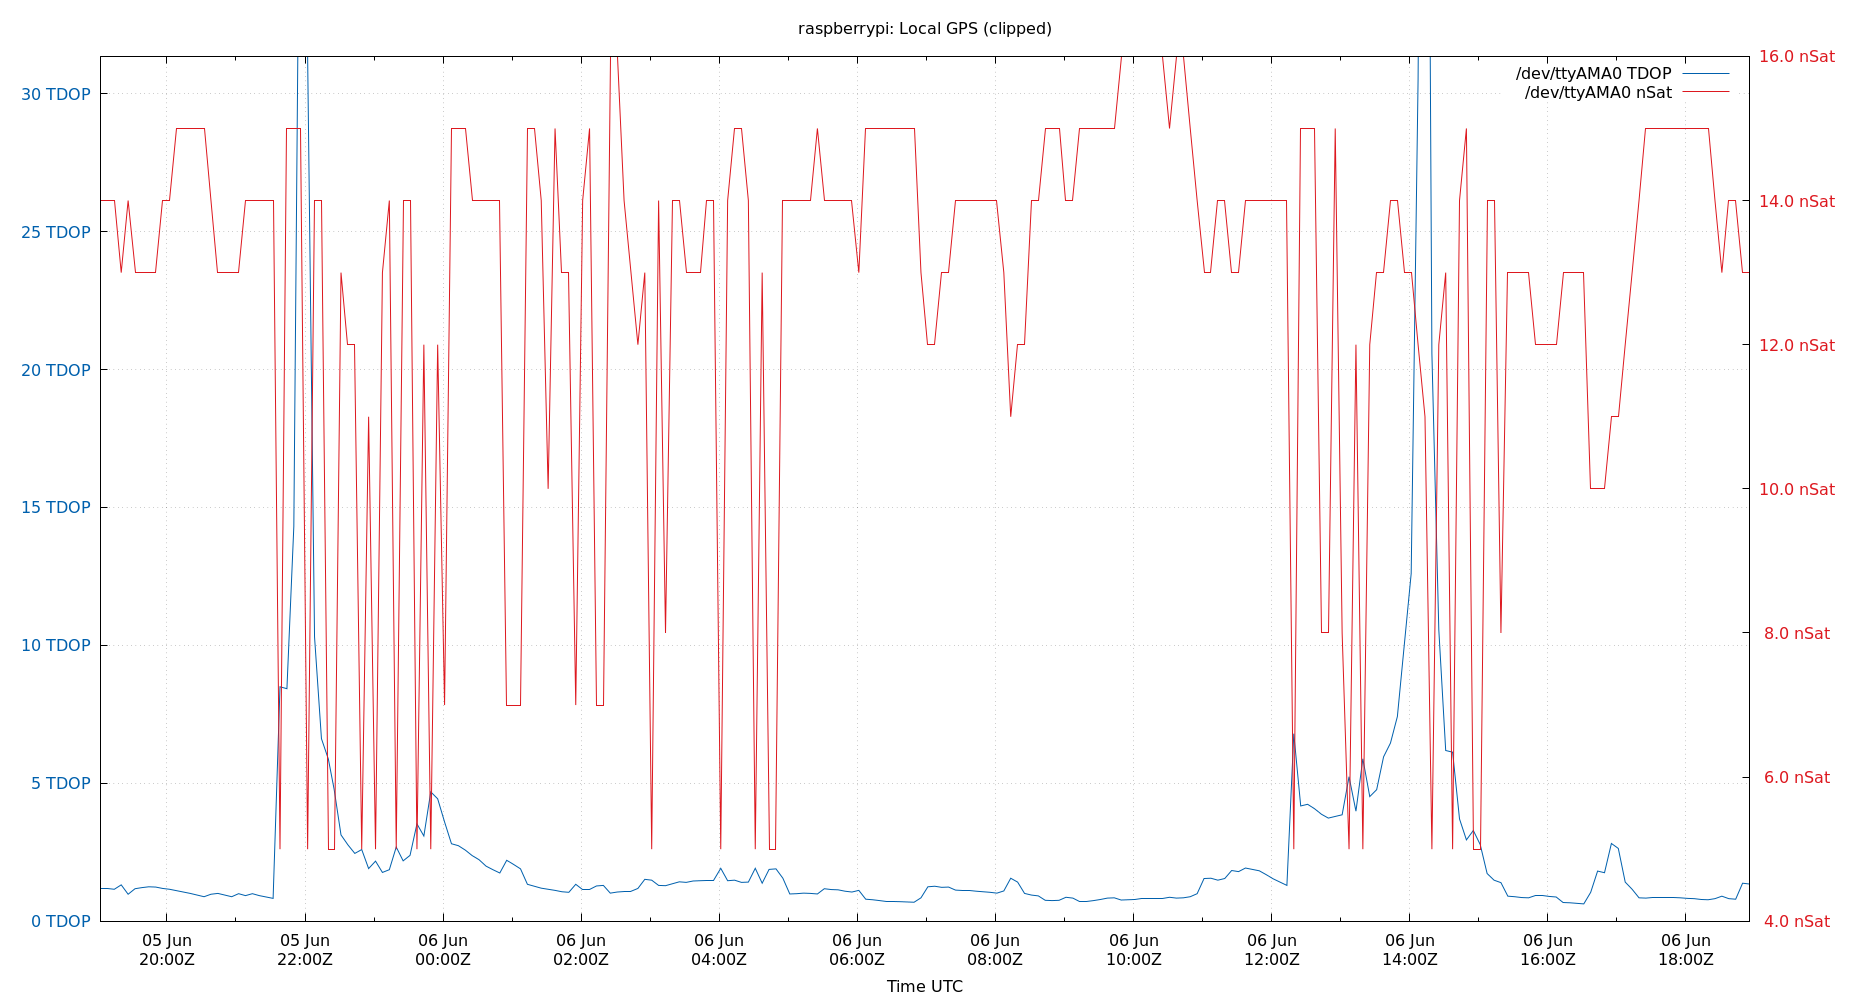 raspberrypi: Local GPS (clipped)
/dev/ttyAMA0 TDOP
/dev/ttyAMA0 nSat
30 TDOP
25 TDOP
20 TDOP
15 TDOP
10 TDOP
5 TDOP
0 TDOP
16.0 nSat
14.0 nSat
12.0 nSat
10.0 nSat
8.0 nSat
6.0 nSat
4.0 nSat
05 Jun
20:00Z
05 Jun
22:00Z
06 Jun
00:00Z
06 Jun
02:00Z
06 Jun
04:00Z
06 Jun
06:00Z
06 Jun
08:00Z
06 Jun
10:00Z
06 Jun
12:00Z
06 Jun
14:00Z
06 Jun
16:00Z
06 Jun
18:00Z
Time UTC